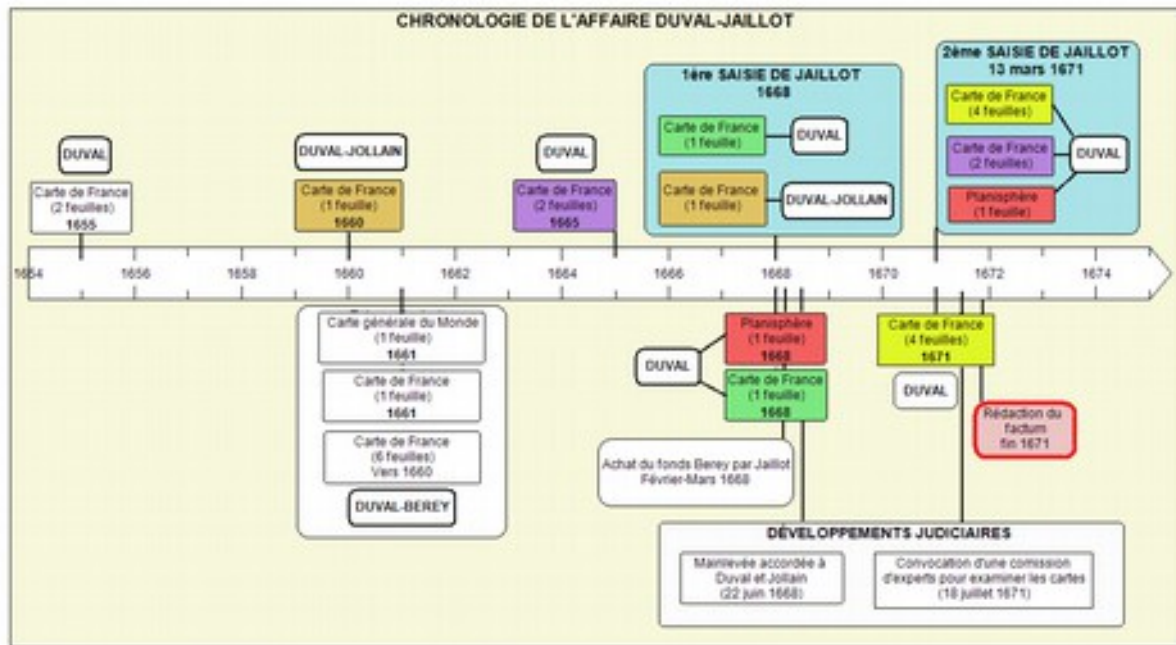 CHRONOLOGIE DE L'AFFAIRE DUVAL-JAILLOT
DUVAL
Carte de France
(2 feuilles)
1655
DUVAL-JOLLAIN
Carte de France
(1 feuille)
1660
DUVAL
Carte de France
(2 feuilles)
1665
1ère SAISIE DE JAILLOT
1668
Carte de France
(1 feuille)
DUVAL
Carte de France
(1 feuille)
DUVAL-JOLLAIN
2ème SAISIE DE JAILLOT
13 mars 1671
Carte de France
(4 feuilles)
Carte de France
(2 feuilles)
DUVAL
Planisphère
(1 feuille)
1654 1656 1658 1660 1662 1664 1666 1668 1670 1672 1674
Carte générale du Monde
(1 feuille)
1661
Carte de France
(1 feuille)
1661
Carte de France
(6 feuilles)
Vers 1660
DUVAL-BEREY
DUVAL
Planisphère
(1 feuille)
1668
Carte de France
(1 feuille)
1668
Achat du fonds Berey par Jaillot
Février-Mars 1668
Carte de France
(4 feuilles)
1671
DUVAL
Rédaction du
factum
fin 1671
DÉVELOPPEMENTS JUDICIAIRES
Mainlevée accordée à
Duval et Jollain
(22 juin 1668)
Convocation d'une comission
d'experts pour examiner les cartes
(18 juillet 1671)